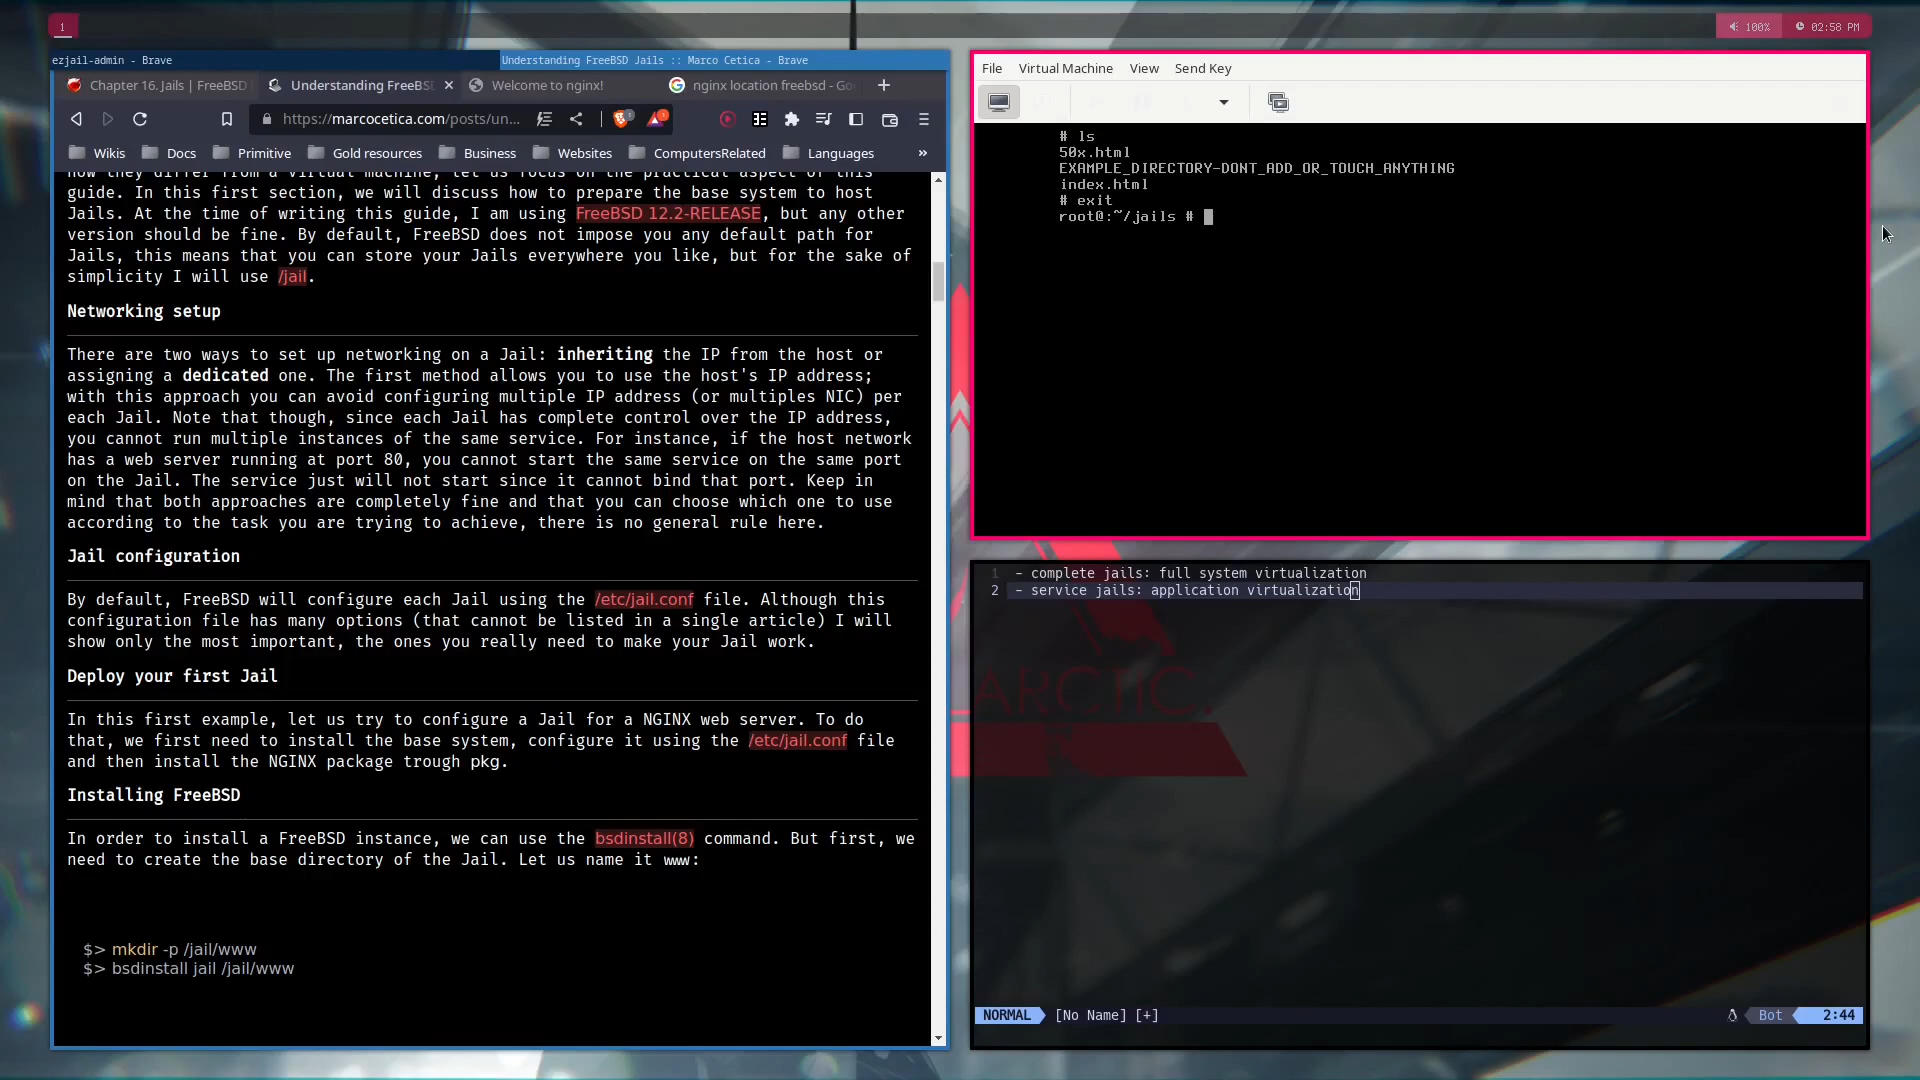 1
100%
02:58 PM
ezjail-admin - Brave
Understanding FreeBSD Jails :: Marco Cetica - Brave
Chapter 16. Jails | FreeBSD
Understanding FreeBS
Welcome to nginx!
nginx location freebsd - Go
https://marcocetica.com/posts/un...
Wikis
Docs
Primitive
Gold resources
Business
Websites
ComputersRelated
Languages
»
how they differ from a virtual machine, let us focus on the practical aspect of this
guide. In this first section, we will discuss how to prepare the base system to host
Jails. At the time of writing this guide, I am using FreeBSD 12.2-RELEASE, but any other
version should be fine. By default, FreeBSD does not impose you any default path for
Jails, this means that you can store your Jails everywhere you like, but for the sake of
simplicity I will use /jail.
Networking setup
There are two ways to set up networking on a Jail: inheriting the IP from the host or
assigning a dedicated one. The first method allows you to use the host's IP address;
with this approach you can avoid configuring multiple IP address (or multiples NIC) per
each Jail. Note that though, since each Jail has complete control over the IP address,
you cannot run multiple instances of the same service. For instance, if the host network
has a web server running at port 80, you cannot start the same service on the same port
on the Jail. The service just will not start since it cannot bind that port. Keep in
mind that both approaches are completely fine and that you can choose which one to use
according to the task you are trying to achieve, there is no general rule here.
Jail configuration
By default, FreeBSD will configure each Jail using the /etc/jail.conf file. Although this
configuration file has many options (that cannot be listed in a single article) I will
show only the most important, the ones you really need to make your Jail work.
Deploy your first Jail
In this first example, let us try to configure a Jail for a NGINX web server. To do
that, we first need to install the base system, configure it using the /etc/jail.conf file
and then install the NGINX package trough pkg.
Installing FreeBSD
In order to install a FreeBSD instance, we can use the bsdinstall(8) command. But first, we
need to create the base directory of the Jail. Let us name it www:
$> mkdir -p /jail/www
$> bsdinstall jail /jail/www
File
Virtual Machine
View
Send Key
# ls
50x.html
EXAMPLE_DIRECTORY-DONT_ADD_OR_TOUCH_ANYTHING
index.html
# exit
root@:~/jails #
1 - complete jails: full system virtualization
2 - service jails: application virtualization
ARCTIC.
NORMAL
[No Name] [+]
Bot
2:44